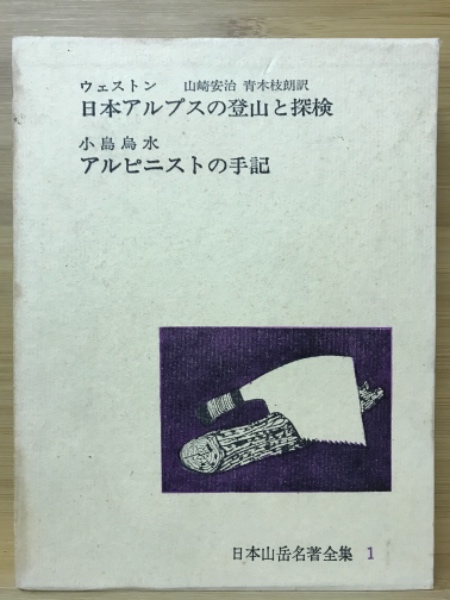 ウェストン 山崎安治 青木枝朗訳
日本アルプスの登山と探検
小島烏水
アルピニストの手記
日本山岳名著全集 1